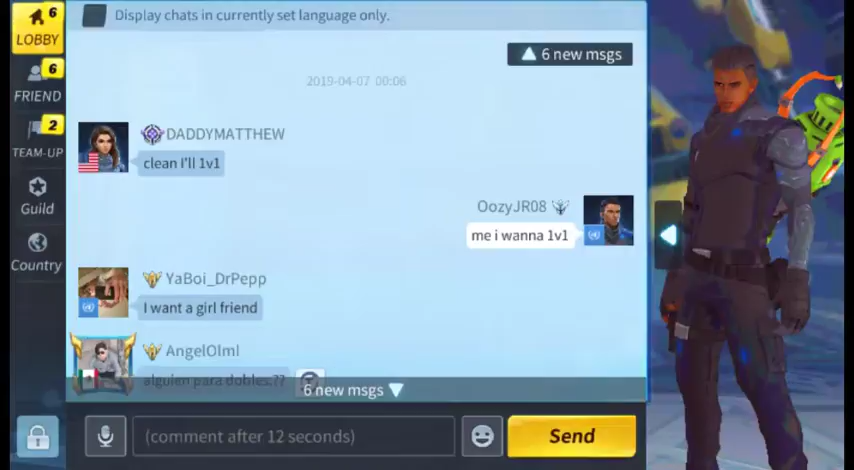 6
LOBBY
6
FRIEND
2
TEAM-UP
Guild
Country
Display chats in currently set language only.
6 new msgs
2019-04-07 00:06
DADDYMATTHEW
clean i'll 1v1
OozyJR08
me i wanna 1v1
YaBoi_DrPepp
I want a girl friend
AngelOlml
alguien para dobles.??
6 new msgs
(comment after 12 seconds)
Send